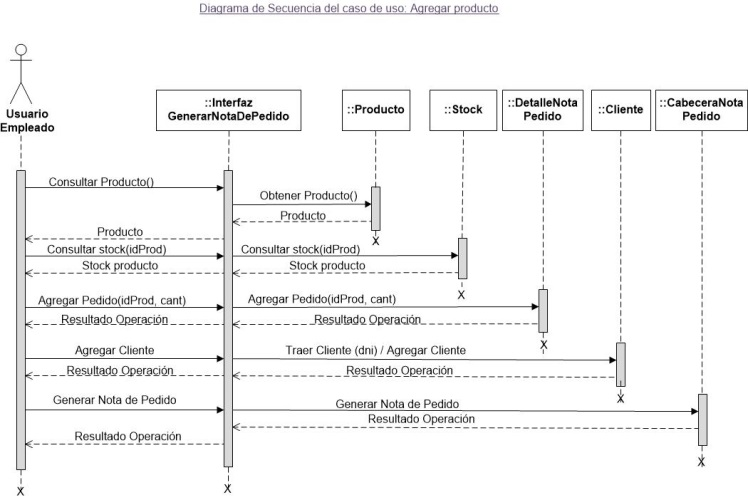 Diagrama de Secuencia del caso de uso: Agregar producto
Usuario
Empleado
::Interfaz
GenerarNotaDePedido
::Producto
::Stock
::DetalleNota
Pedido
::Cliente
::CabeceraNota
Pedido
Consultar Producto()
Obtener Producto()
Producto
Producto
X
Consultar stock(idProd)
Consultar stock(idProd)
Stock producto
Stock producto
X
Agregar Pedido(idProd, cant)
Agregar Pedido(idProd, cant)
Resultado Operación
Resultado Operación
X
Agregar Cliente
Traer Cliente (dni) / Agregar Cliente
Resultado Operación
Resultado Operación
X
Generar Nota de Pedido
Generar Nota de Pedido
Resultado Operación
Resultado Operación
X
X
X